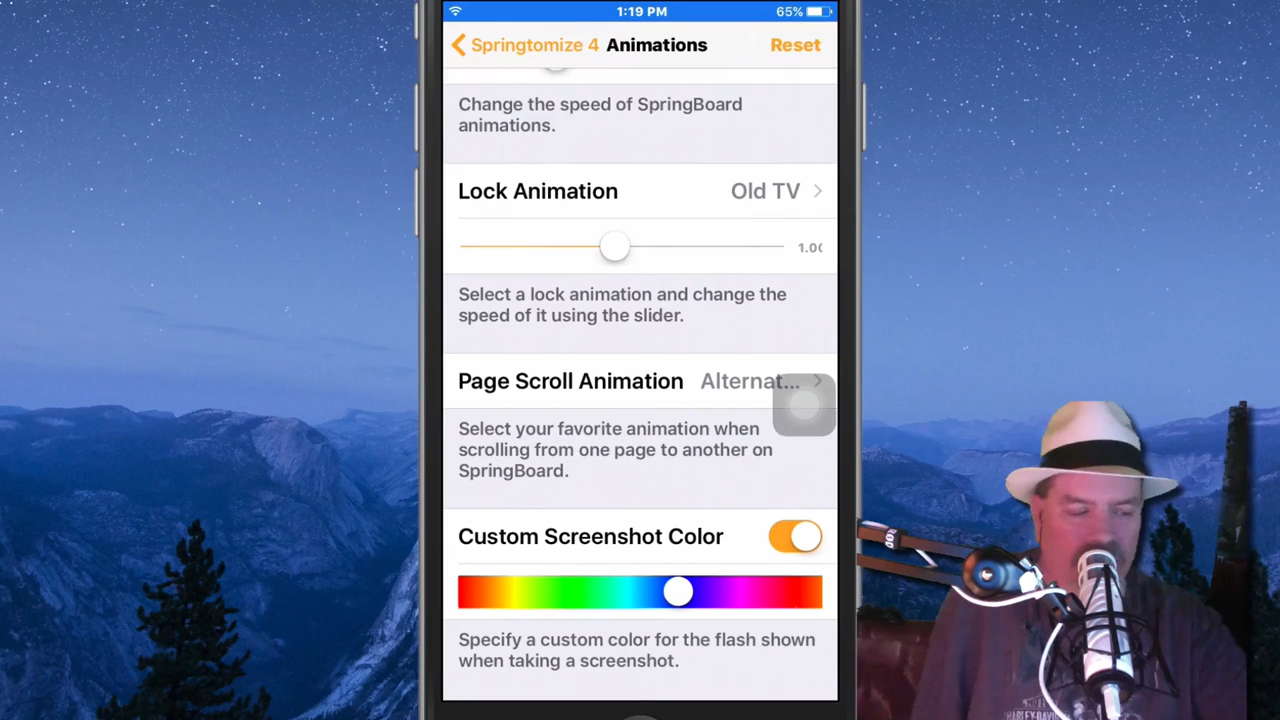 1:19 PM
65%
Springtomize 4
Animations
Reset
Change the speed of SpringBoard
animations.
Lock Animation
Old TV
Select a lock animation and change the
speed of it using the slider.
Page Scroll Animation
Alternat...
Select your favorite animation when
scrolling from one page to another on
SpringBoard.
Custom Screenshot Color
Specify a custom color for the flash shown
when taking a screenshot.